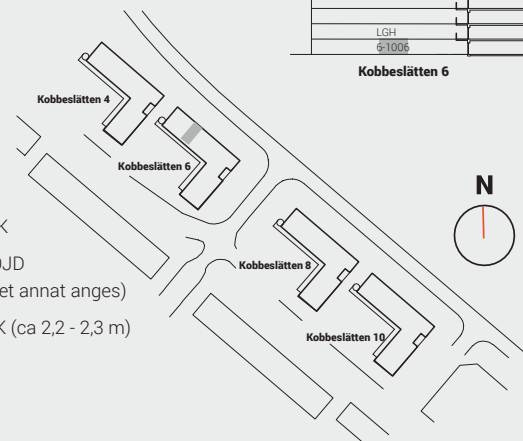 LGH
6-1006
Kobbeslätten 6
Kobbeslätten 4
Kobbeslätten 6
N
Kobbeslätten 8
et annat anges)
K (ca 2,2 - 2,3 m)
Kobbeslätten 10